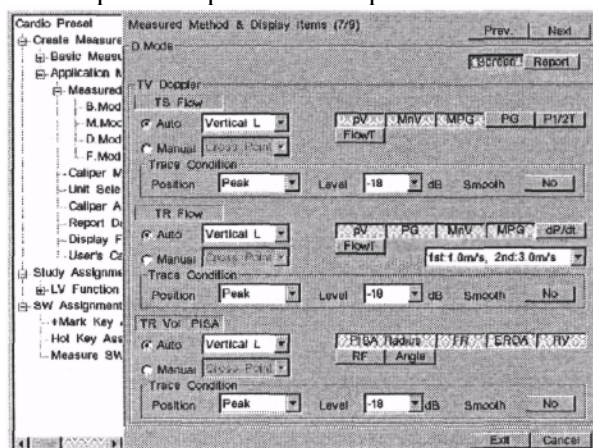 Cardio Preset
Create Measure
Basic Measu
Application M
Measured
B.Mod
M.Moc
D.Mod
F.Mod
Caliper M
Unit Sele
Caliper A
Report De
Display F
User's Ca
Study Assignme
LV Function
SW Assignment
+Mark Key
Hot Key Ass
Measure SW
Measured Method & Display items (7/9)
Prev. Next
D.Mode
Screen Report
TV Doppler
TS Flow
Auto Vertical L pV MnV MPG PG P1/2T
Manual Cross Point FlowT
Trace Condition
Position Peak Level -18 dB Smooth No
TR Flow
Auto Vertical L pV PG MnV MPG dP/dt
FlowT
Manual Cross Point 1st:1.0m/s, 2nd:3.0m/s
Trace Condition
Position Peak Level -18 dB Smooth No
TR Vol PISA
Auto Vertical L PISA Radius FR EROA RV
Manual Cross Point RF Angle
Trace Condition
Position Peak Level -18 dB Smooth No
Exit Cancel